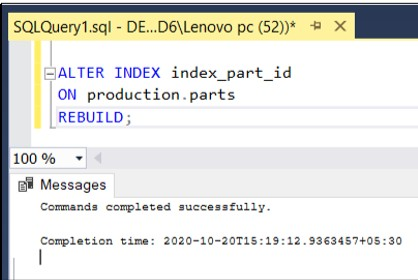 SQLQuery1.sql - DE...D6\Lenovo pc (52))*
ALTER INDEX index_part_id
ON production.parts
REBUILD;
100 %
Messages
Commands completed successfully.
Completion time: 2020-10-20T15:19:12.9363457+05:30